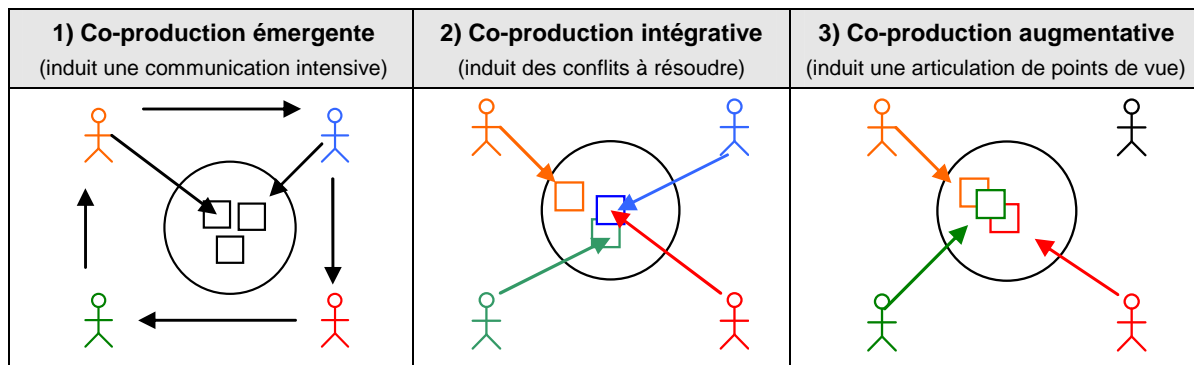 1) Co-production émergente
(induit une communication intensive)
2) Co-production intégrative
(induit des conflits à résoudre)
3) Co-production augmentative
(induit une articulation de points de vue)